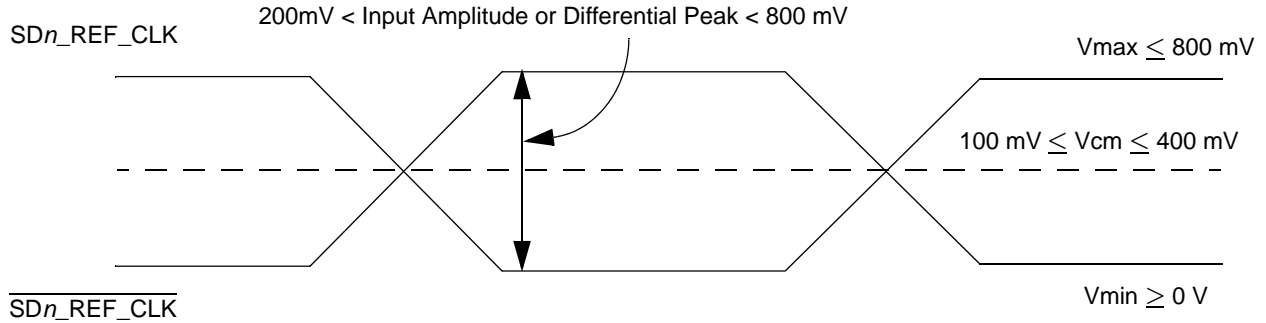 200mV < Input Amplitude or Differential Peak < 800 mV
SDn_REF_CLK
Vmax ≤ 800 mV
100 mV ≤ Vcm ≤ 400 mV
Vmin ≥ 0 V
SDn_REF_CLK